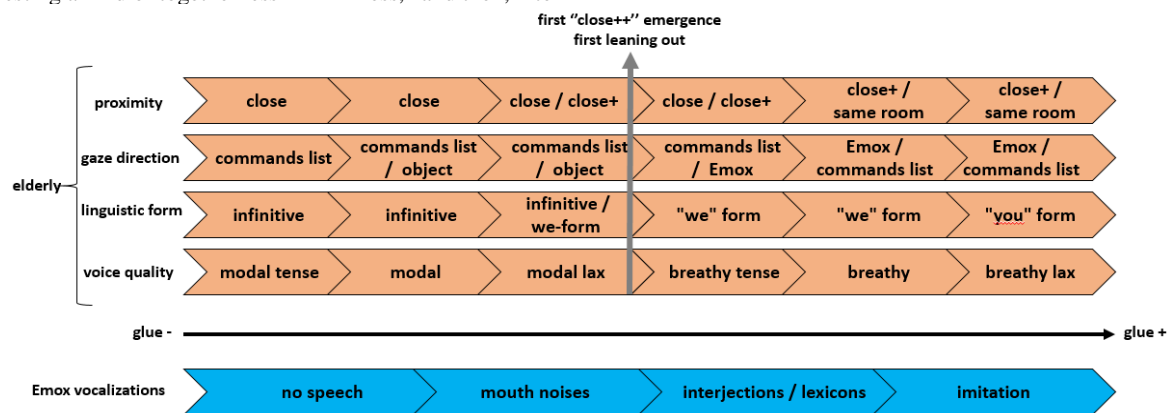 first ‘‘close++’’ emergence
first leaning out
proximity
close
close
close / close+
close / close+
close+ /
same room
close+ /
same room
gaze direction
commands list
commands list
/ object
commands list
/ object
commands list
/ Emox
Emox /
commands list
Emox /
commands list
elderly
linguistic form
infinitive
infinitive
infinitive /
we-form
"we" form
"we" form
"you" form
voice quality
modal tense
modal
modal lax
breathy tense
breathy
breathy lax
glue -
glue +
Emox vocalizations
no speech
mouth noises
interjections / lexicons
imitation